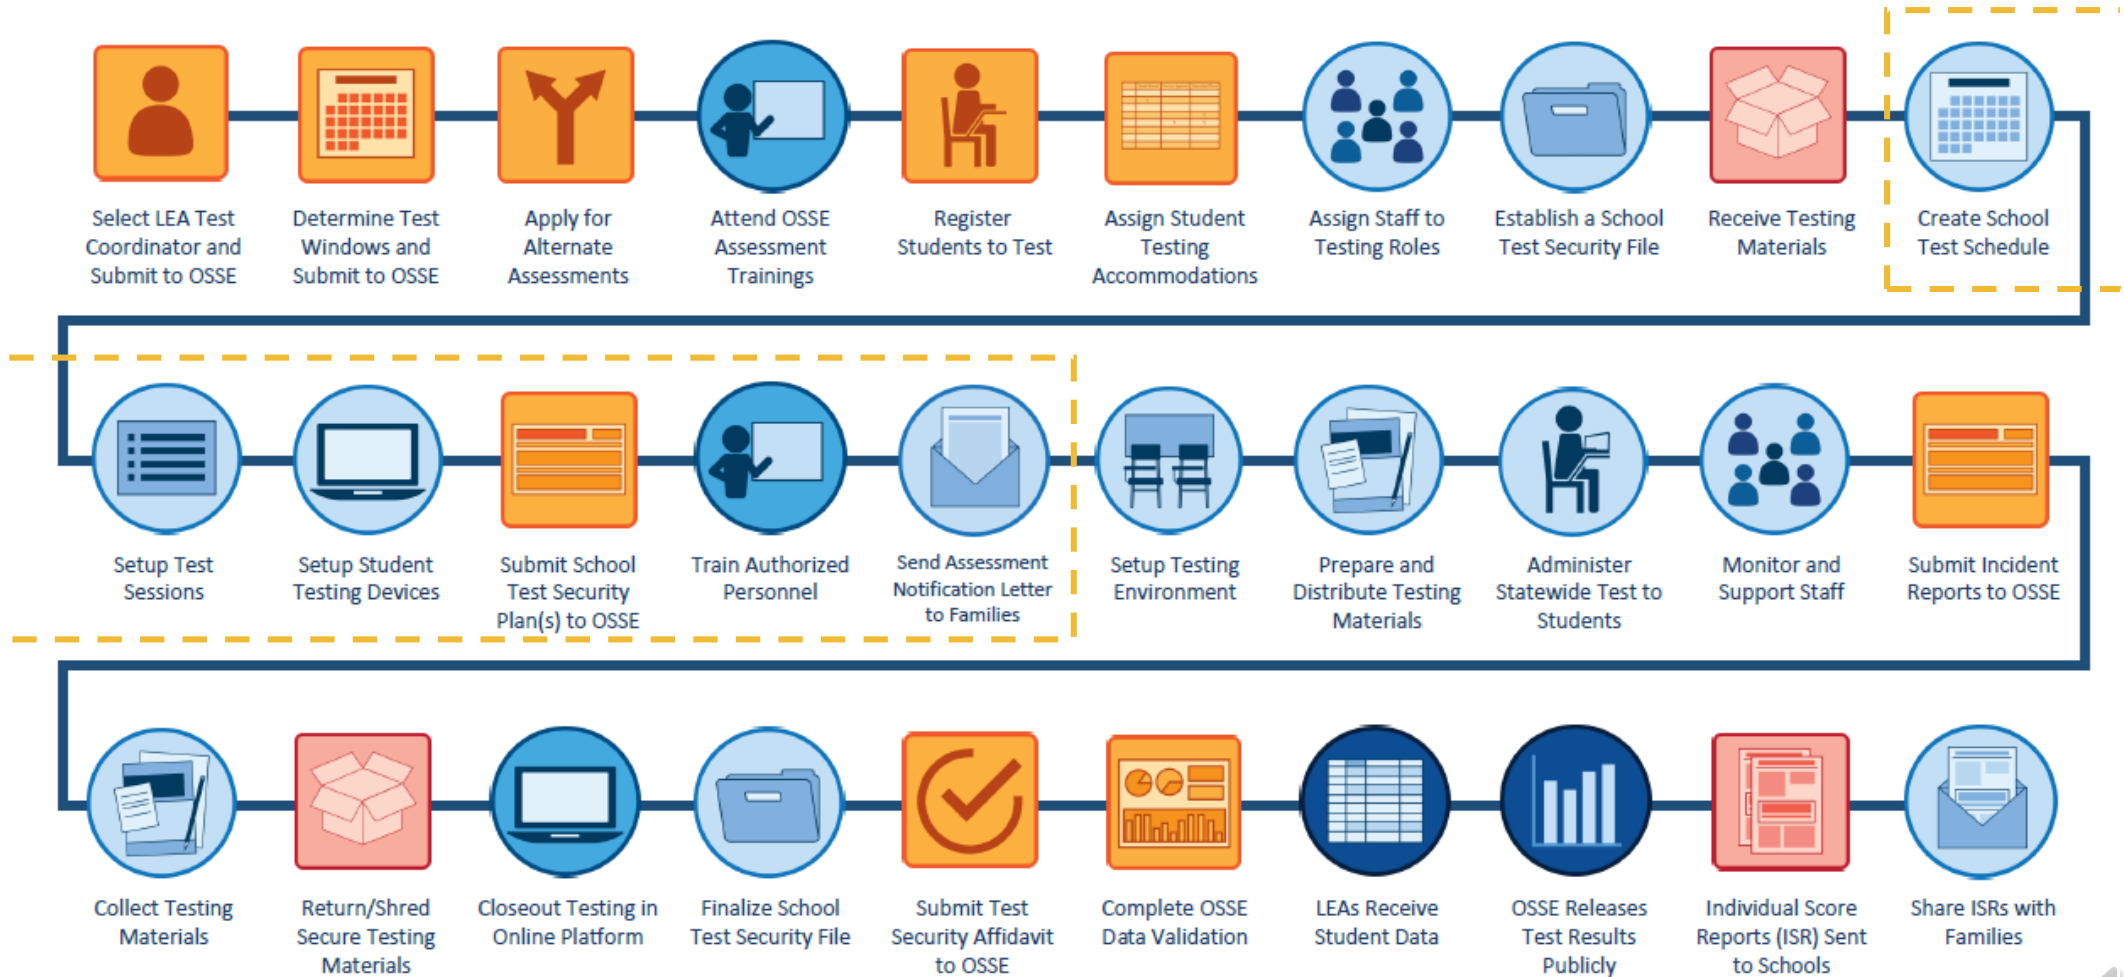 Select LEA Test
Coordinator and
Submit to OSSE
Determine Test
Windows and
Submit to OSSE
Apply for
Alternate
Assessments
Attend OSSE
Assessment
Trainings
Register
Students to Test
Assign Student
Testing
Accommodations
Assign Staff to
Testing Roles
Establish a School
Test Security File
Receive Testing
Materials
Create School
Test Schedule
Setup Test
Sessions
Setup Student
Testing Devices
Submit School
Test Security
Plan(s) to OSSE
Train Authorized
Personnel
Send Assessment
Notification Letter
to Families
Setup Testing
Environment
Prepare and
Distribute Testing
Materials
Administer
Statewide Test to
Students
Monitor and
Support Staff
Submit Incident
Reports to OSSE
Collect Testing
Materials
Return/Shred
Secure Testing
Materials
Closeout Testing in
Online Platform
Finalize School
Test Security File
Submit Test
Security Affidavit
to OSSE
Complete OSSE
Data Validation
LEAs Receive
Student Data
OSSE Releases
Test Results
Publicly
Individual Score
Reports (ISR) Sent
to Schools
Share ISRs with
Families